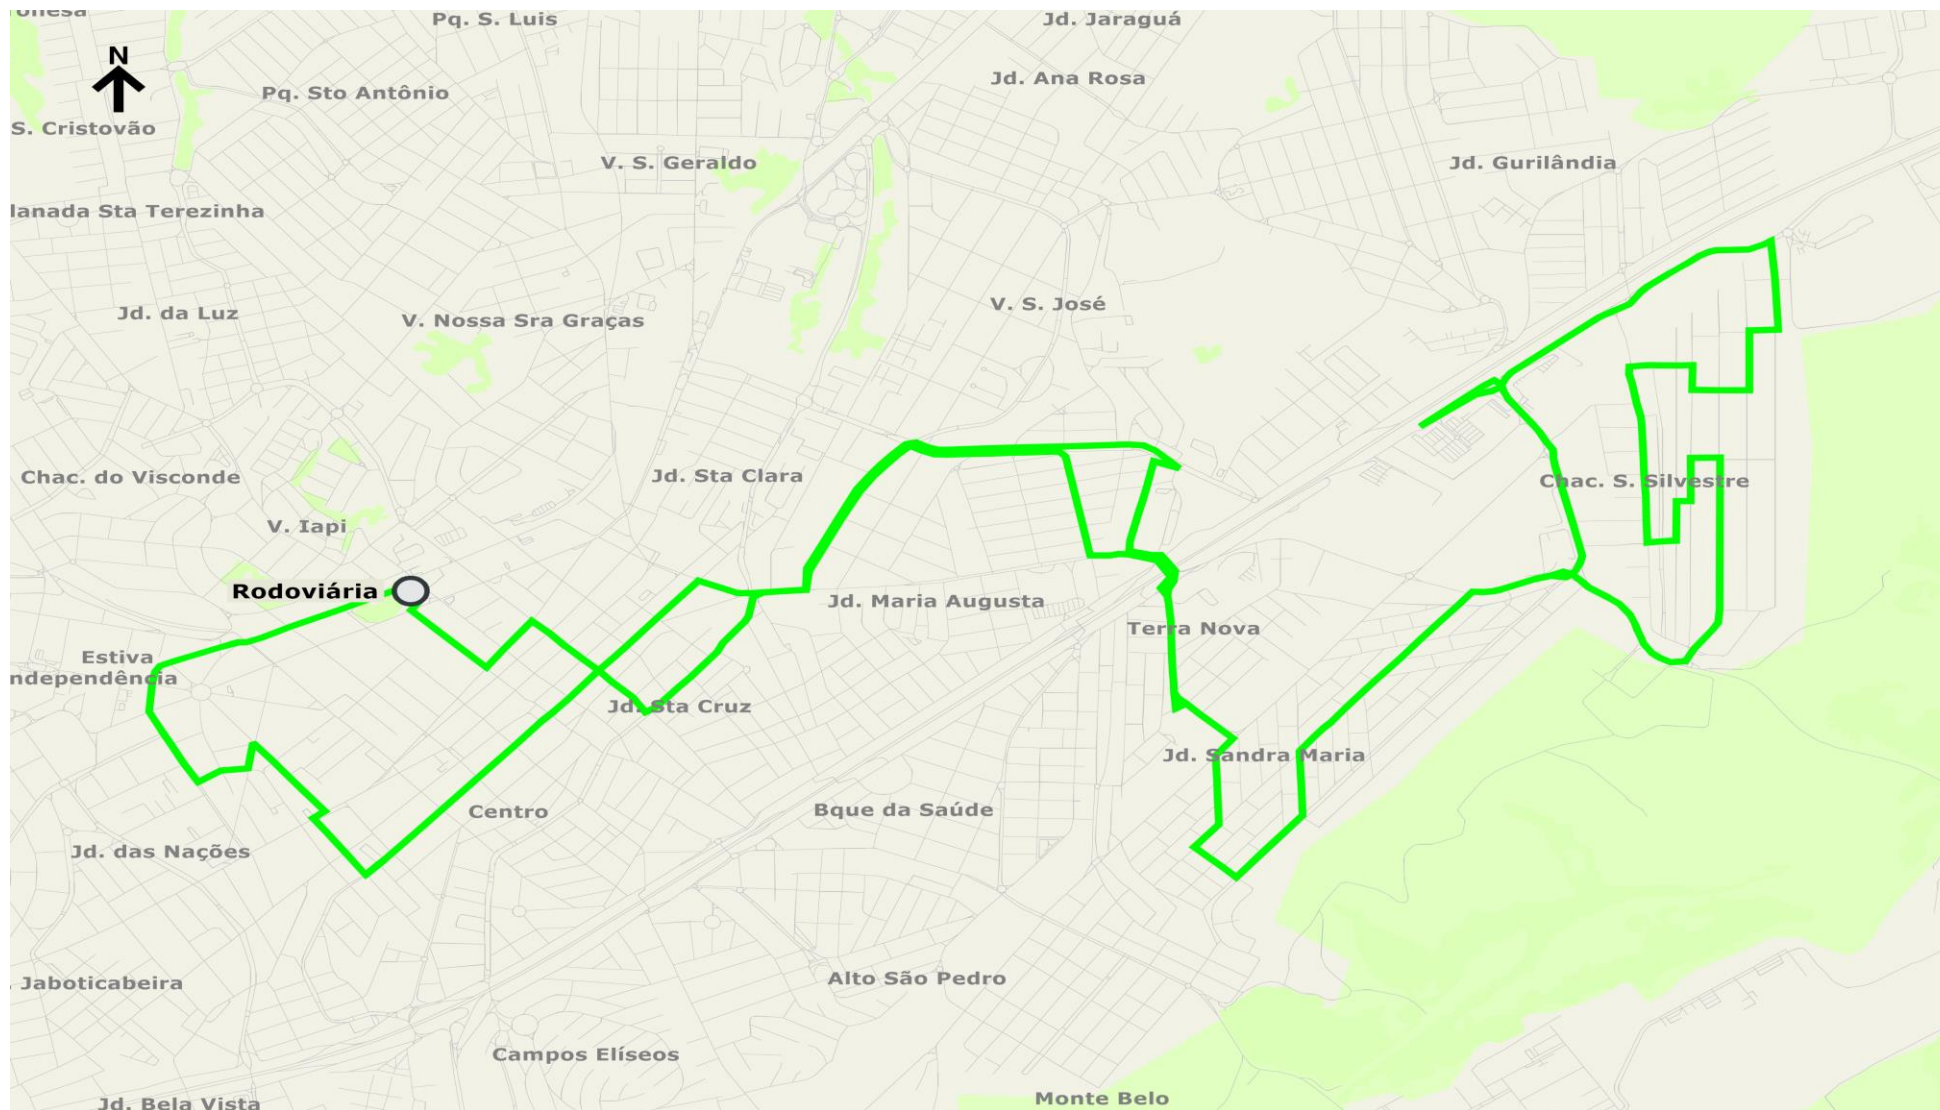 Pq. S. Luis
Jd. Jaraguá
N
Jd. Ana Rosa
Pq. Sto Antônio
S. Cristovão
V. S. Geraldo
Jd. Gurilândia
lanada Sta Terezinha
V. S. José
Jd. da Luz
V. Nossa Sra Graças
Chac. do Visconde
Jd. Sta Clara
Chac. S. Silvestre
V. Iapi
Rodoviária
Jd. Maria Augusta
Terra Nova
Estiva
ndependência
Jd. Sta Cruz
Jd. Sandra Maria
Centro
Bque da Saúde
Jd. das Nações
Jaboticabeira
Alto São Pedro
Campos Elíseos
Monte Belo
Jd. Bela Vista